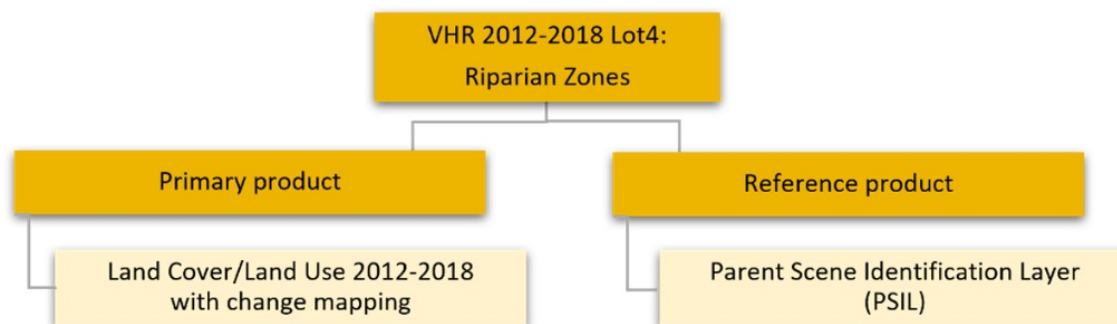 VHR 2012-2018 Lot4:
Riparian Zones
Primary product
Reference product
Land Cover/Land Use 2012-2018
with change mapping
Parent Scene Identification Layer
(PSIL)